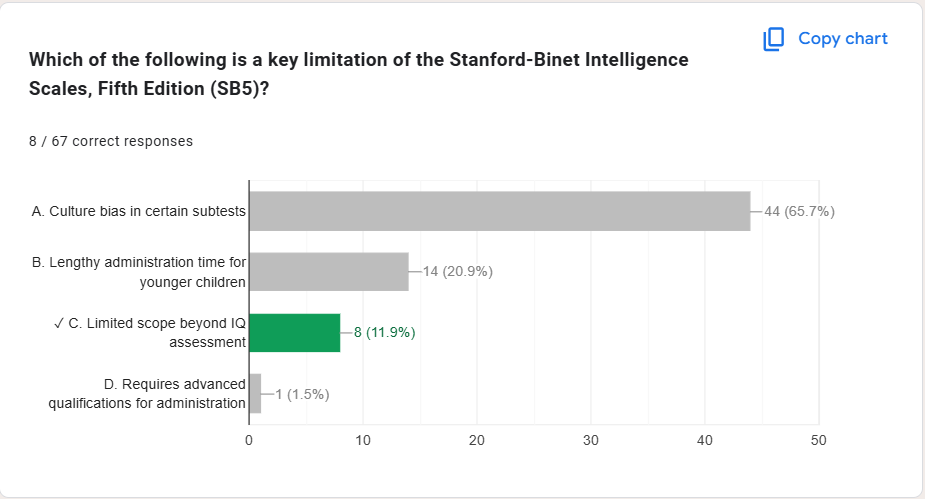 Copy chart
Which of the following is a key limitation of the Stanford-Binet Intelligence
Scales, Fifth Edition (SB5)?
8 / 67 correct responses
A. Culture bias in certain subtests
44 (65.7%)
B. Lengthy administration time for
younger children
14 (20.9%)
✓ C. Limited scope beyond IQ
assessment
8 (11.9%)
D. Requires advanced
qualifications for administration
1 (1.5%)
0 10 20 30 40 50